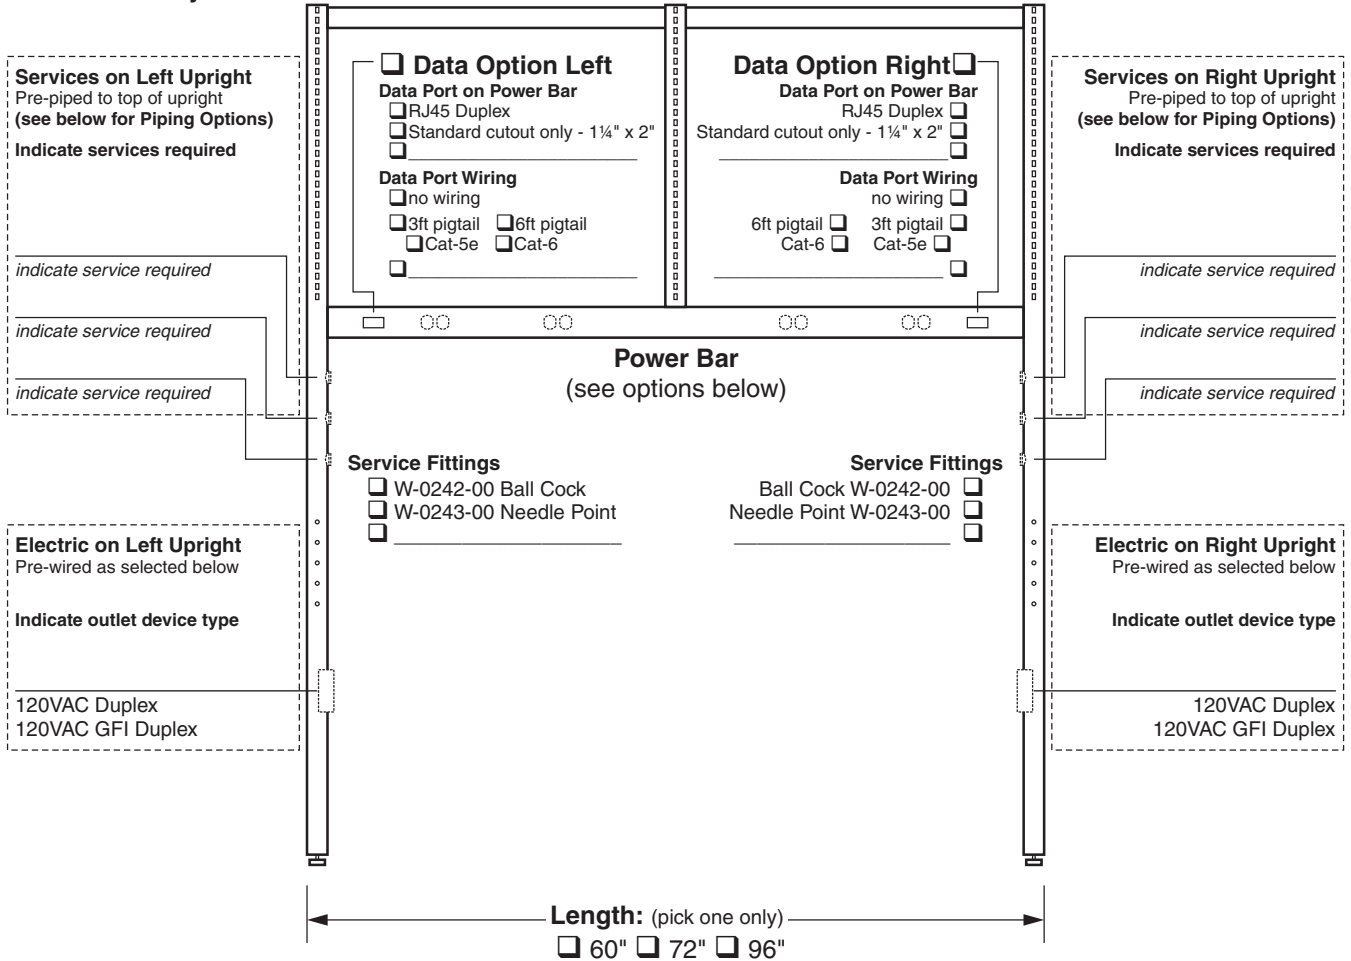 Services on Left Upright
Pre-piped to top of upright
(see below for Piping Options)
Indicate services required
indicate service required
indicate service required
indicate service required
Electric on Left Upright
Pre-wired as selected below
Indicate outlet device type
120VAC Duplex
120VAC GFI Duplex
❏ Data Option Left
Data Port on Power Bar
❏RJ45 Duplex
❏Standard cutout only - 1¼" x 2"
❏______________________
Data Port Wiring
❏no wiring
❏3ft pigtail ❏6ft pigtail
❏Cat-5e ❏Cat-6
❏______________________
Data Option Right❏
Data Port on Power Bar
RJ45 Duplex ❏
Standard cutout only - 1¼" x 2" ❏
______________________❏
Data Port Wiring
no wiring ❏
6ft pigtail ❏ 3ft pigtail ❏
Cat-6 ❏ Cat-5e ❏
______________________ ❏
Power Bar
(see options below)
Service Fittings
❏ W-0242-00 Ball Cock
❏ W-0243-00 Needle Point
❏ ____________________
Service Fittings
Ball Cock W-0242-00 ❏
Needle Point W-0243-00 ❏
___________________ ❏
Services on Right Upright
Pre-piped to top of upright
(see below for Piping Options)
Indicate services required
indicate service required
indicate service required
indicate service required
Electric on Right Upright
Pre-wired as selected below
Indicate outlet device type
120VAC Duplex
120VAC GFI Duplex
Length: (pick one only)
❏ 60" ❏ 72" ❏ 96"